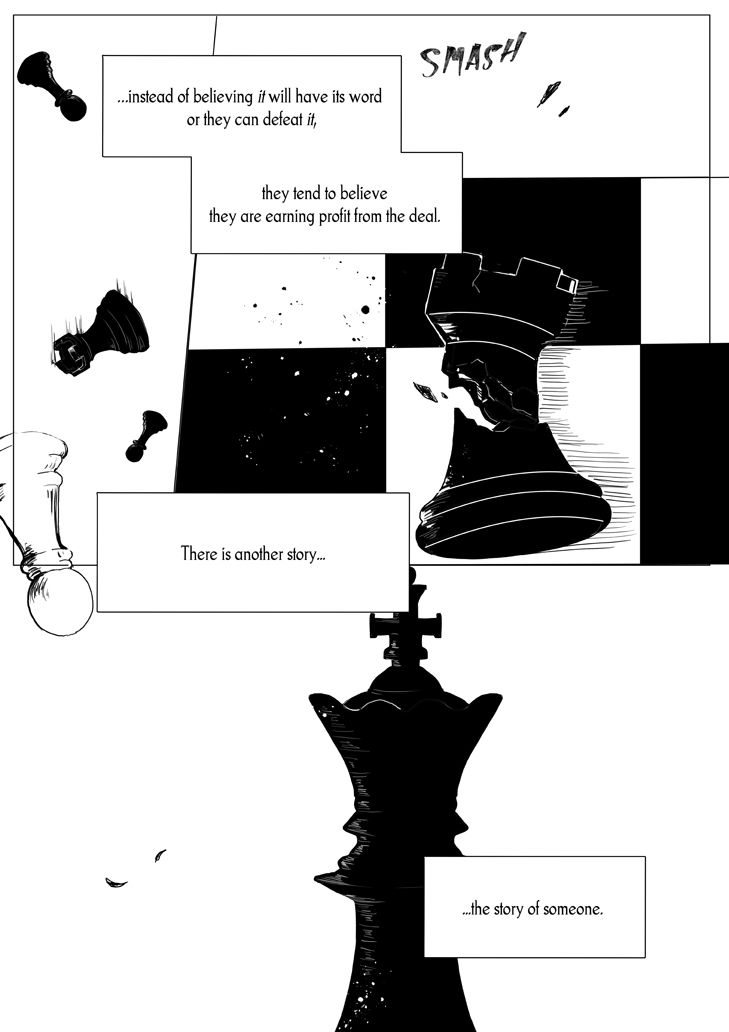 SMASH
...instead of believing it will have its word
or they can defeat it,
they tend to believe
they are earning profit from the deal.
There is another story...
...the story of someone.